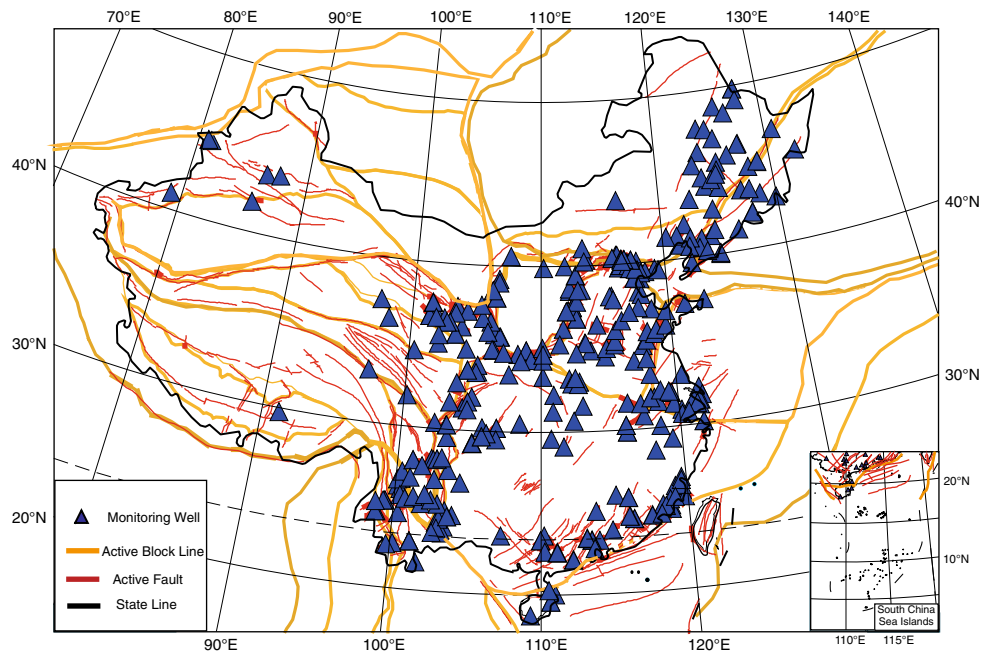 70°E 80°E 90°E 100°E 110°E 120°E 130°E 140°E
40°N
40°N
30°N
30°N
20°N
Monitoring Well
Active Block Line
Active Fault
State Line
20°N
10°N
South China
Sea Islands
110°E 115°E
90°E 100°E 110°E 120°E